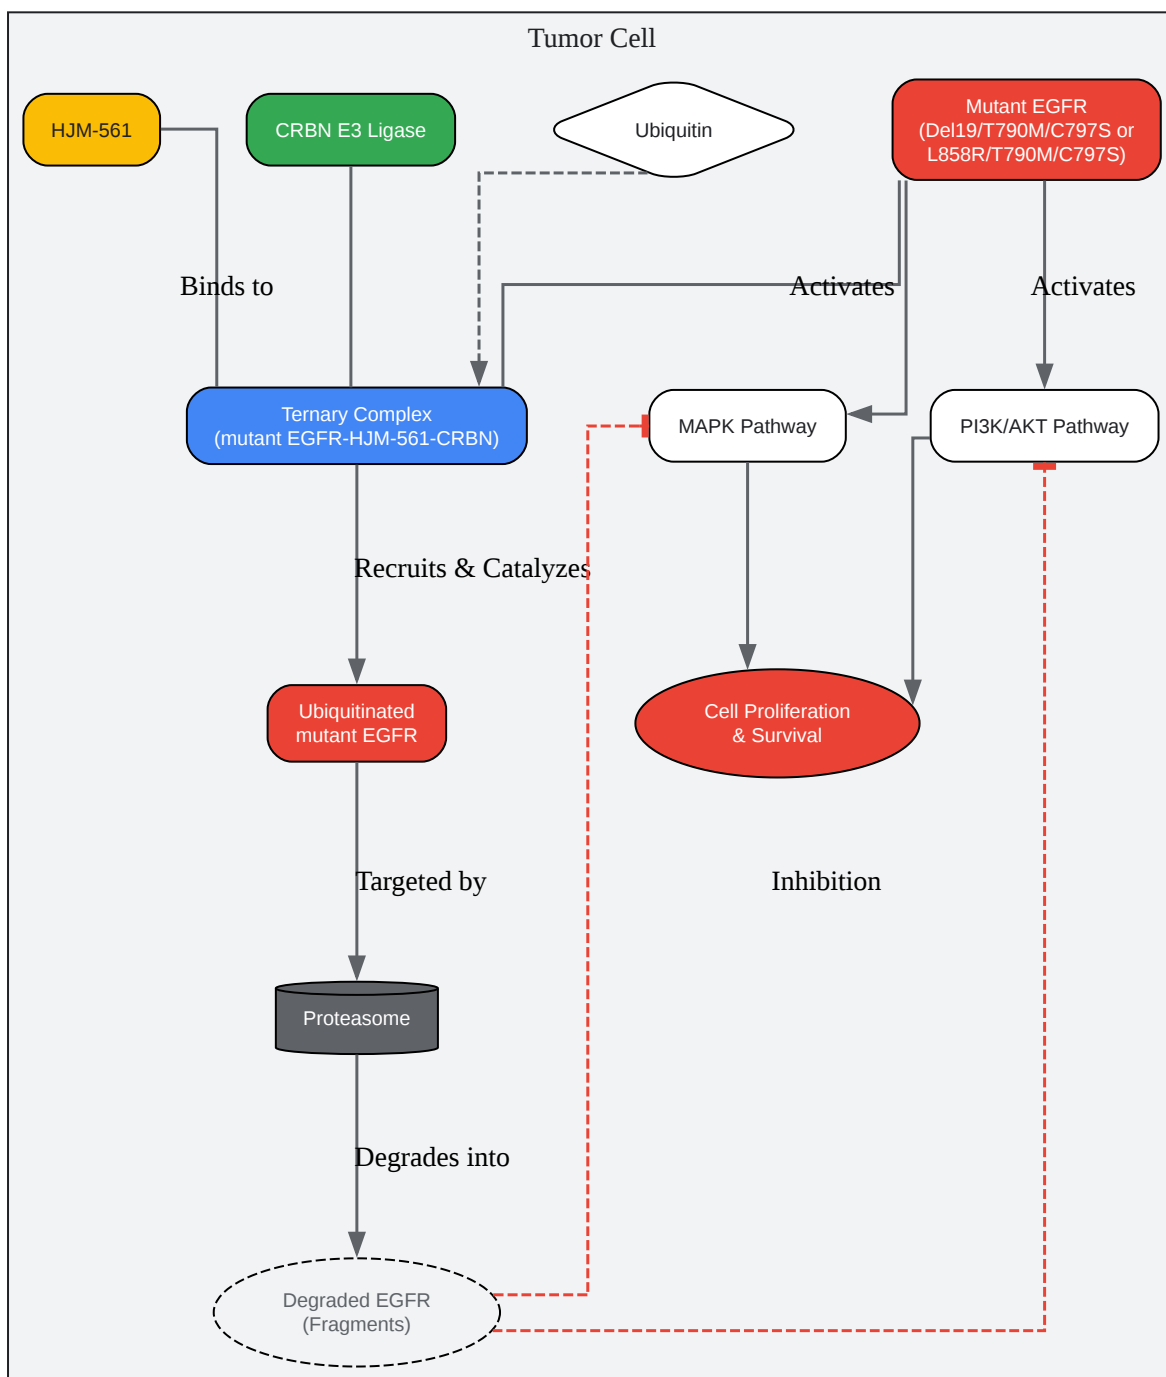 Tumor Cell
HJM-561
CRBN E3 Ligase
Ubiquitin
Mutant EGFR
(Del19/T790M/C797S or
L858R/T790M/C797S)
Binds to
Activates
Activates
Ternary Complex
(mutant EGFR-HJM-561-CRBN)
MAPK Pathway
PI3K/AKT Pathway
Recruits & Catalyzes
Ubiquitinated
mutant EGFR
Cell Proliferation
& Survival
Targeted by
Inhibition
Proteasome
Degrades into
Degraded EGFR
(Fragments)